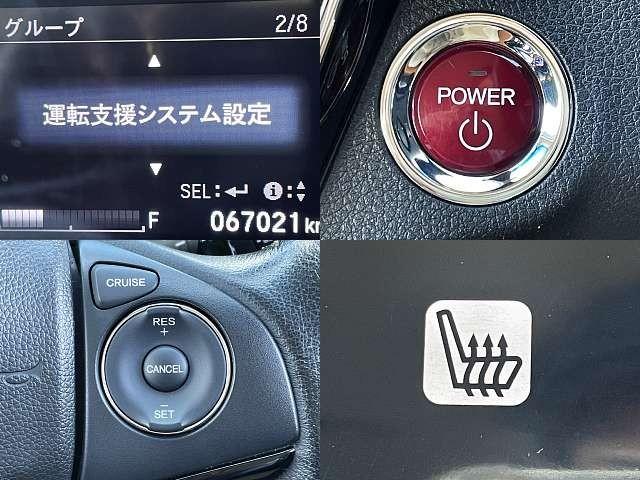 グループ 2/8
運転支援システム設定
SEL:
i:
F 067021km
POWER
CRUISE
RES
+
CANCEL
−
SET